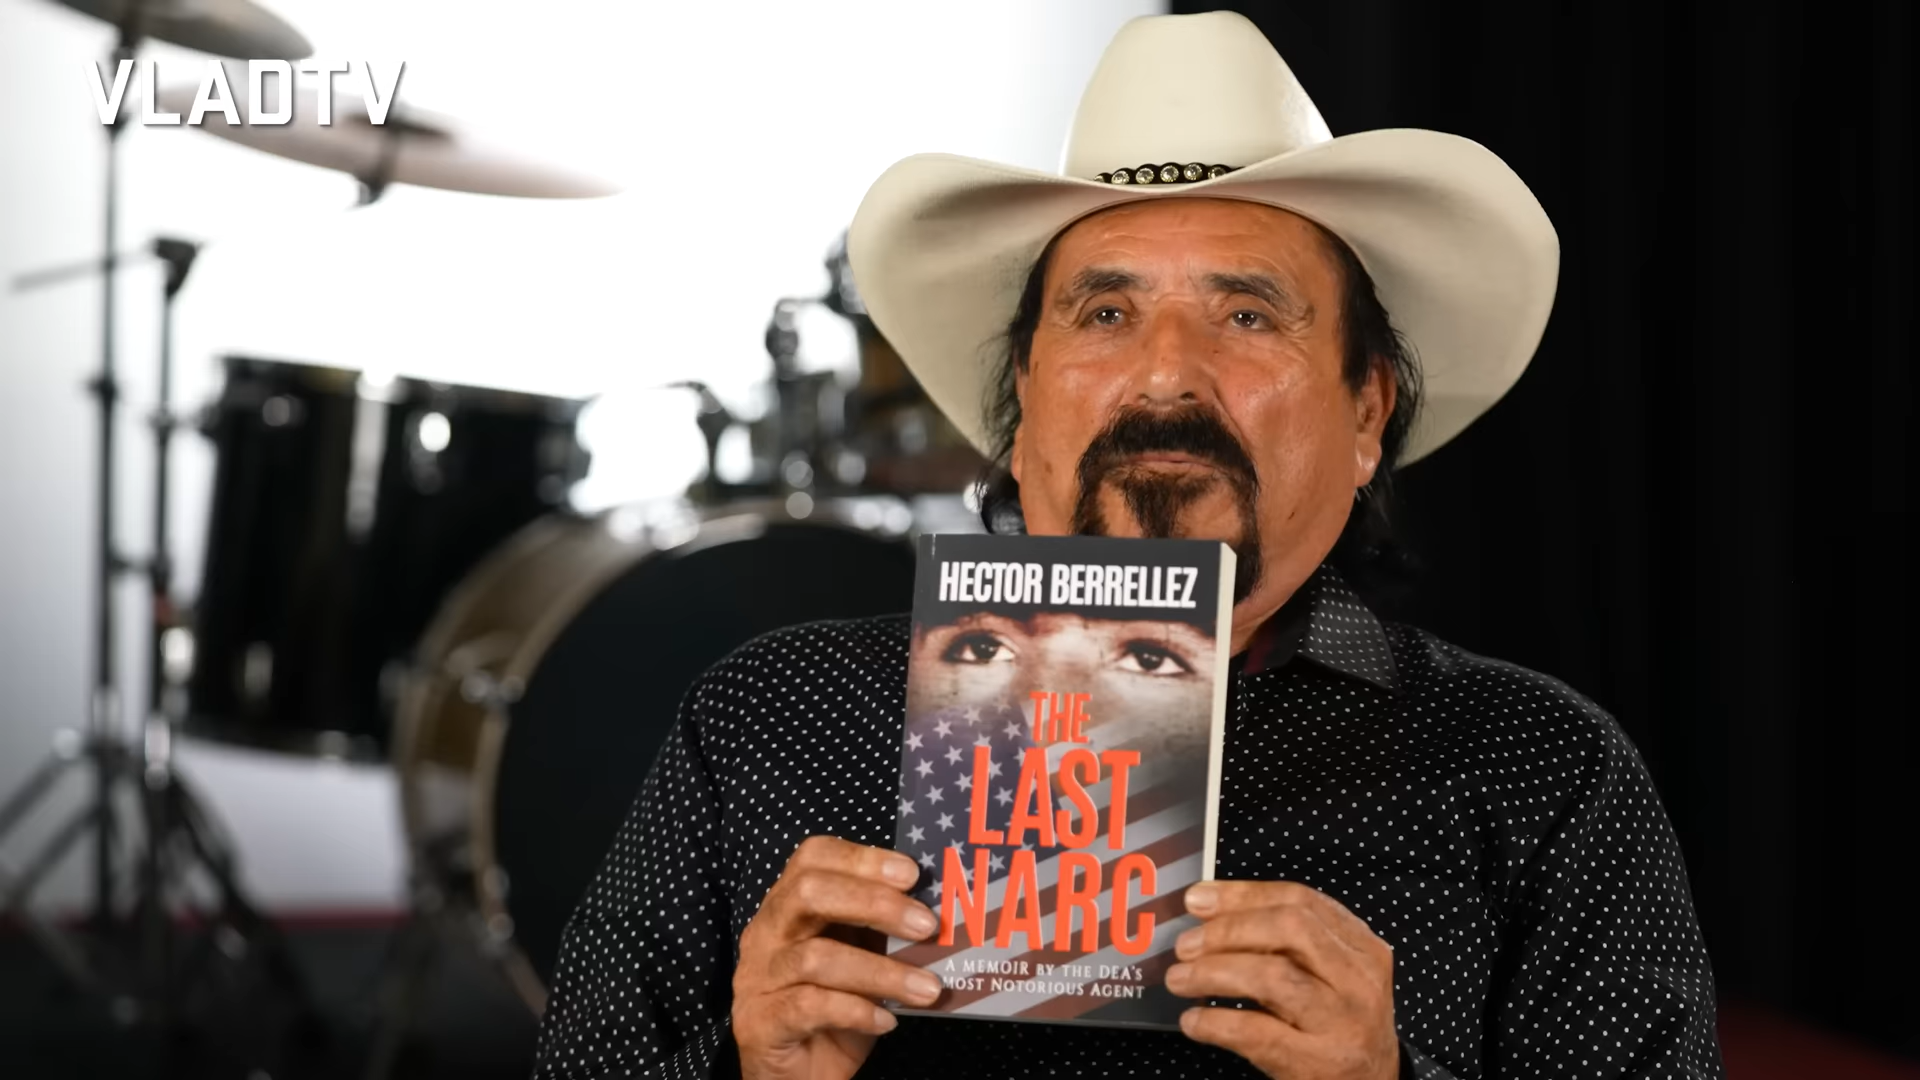 VLADTV
HECTOR BERRELLEZ
THE
LAST
NARC
A MEMOIR BY THE DEA'S
MOST NOTORIOUS AGENT